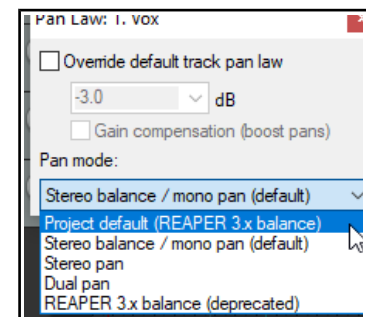 Pan Law: 1. Vox
Override default track pan law
-3.0 dB
Gain compensation (boost pans)
Pan mode:
Stereo balance / mono pan (default)
Project default (REAPER 3.x balance)
Stereo balance / mono pan (default)
Stereo pan
Dual pan
REAPER 3.x balance (deprecated)